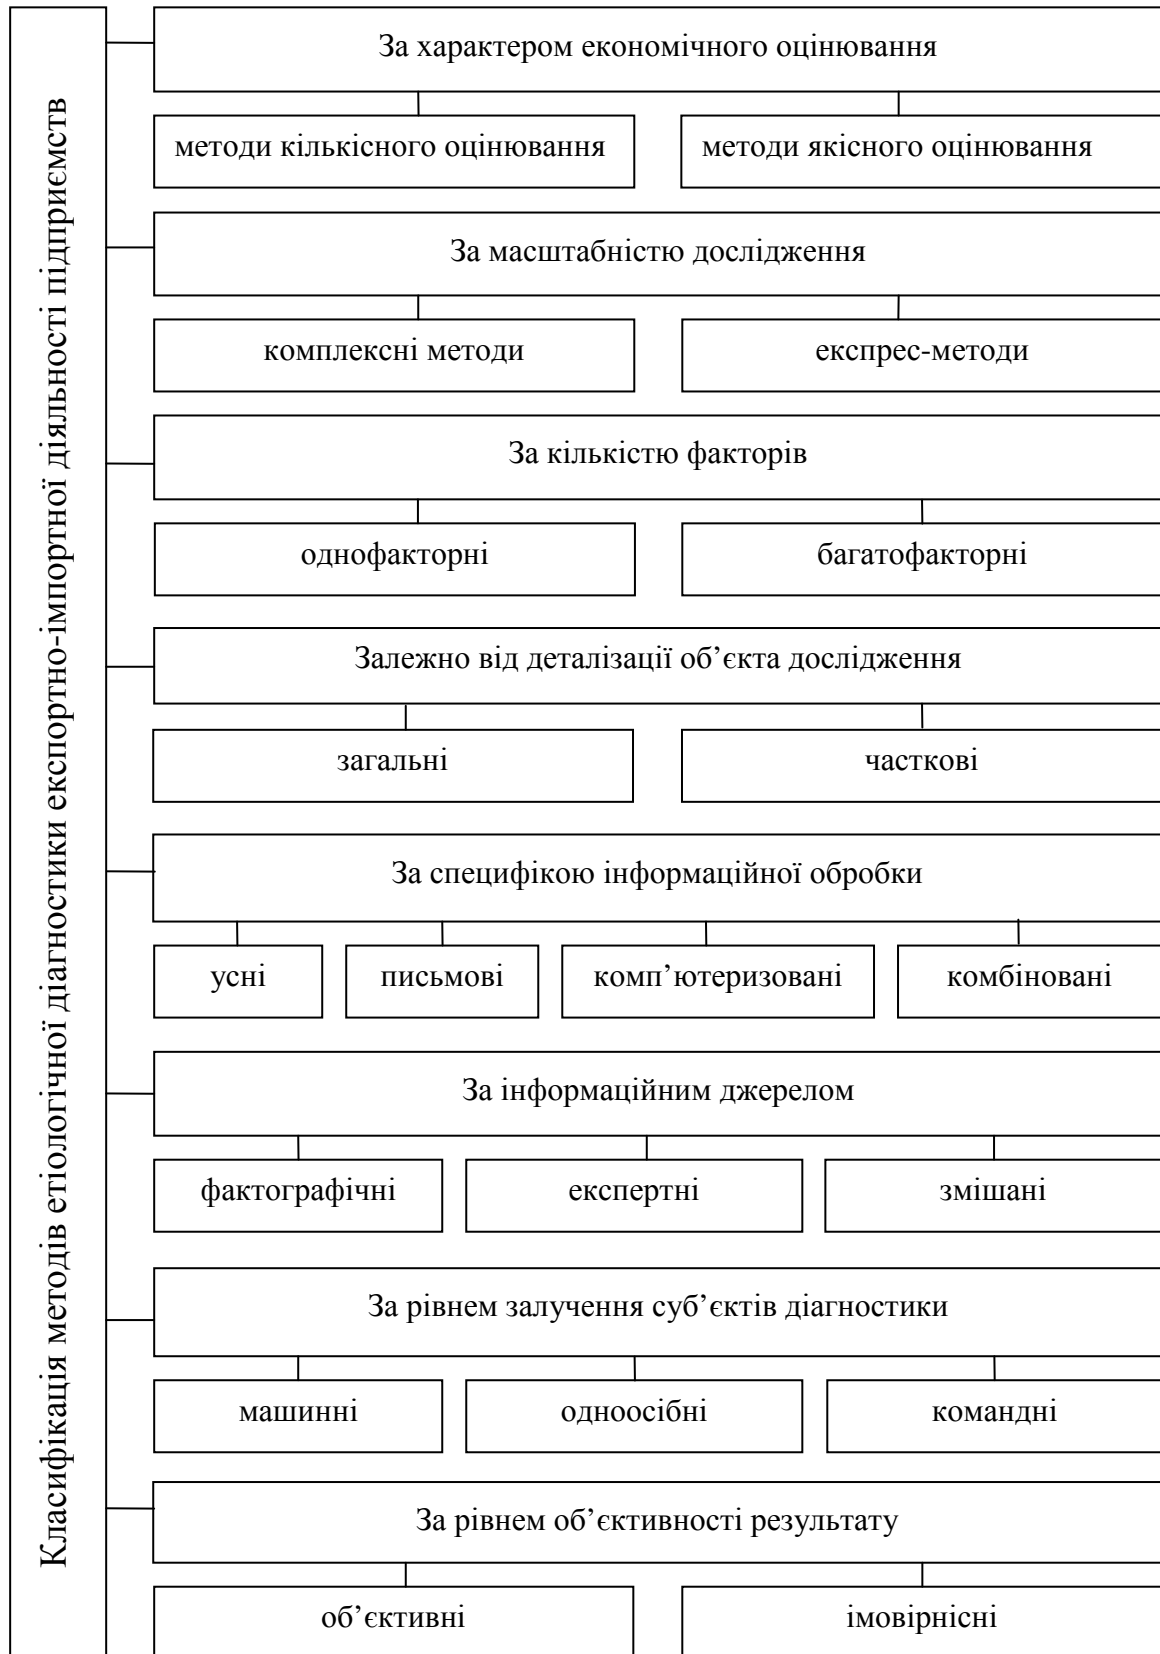 Класифікація методів етіологічної діагностики експортно-імпортної діяльності підприємств
За характером економічного оцінювання
методи кількісного оцінювання
методи якісного оцінювання
За масштабністю дослідження
комплексні методи
експрес-методи
За кількістю факторів
однофакторні
багатофакторні
Залежно від деталізації об’єкта дослідження
загальні
часткові
За специфікою інформаційної обробки
усні
письмові
комп’ютеризовані
комбіновані
За інформаційним джерелом
фактографічні
експертні
змішані
За рівнем залучення суб’єктів діагностики
машинні
одноосібні
командні
За рівнем об’єктивності результату
об’єктивні
імовірнісні